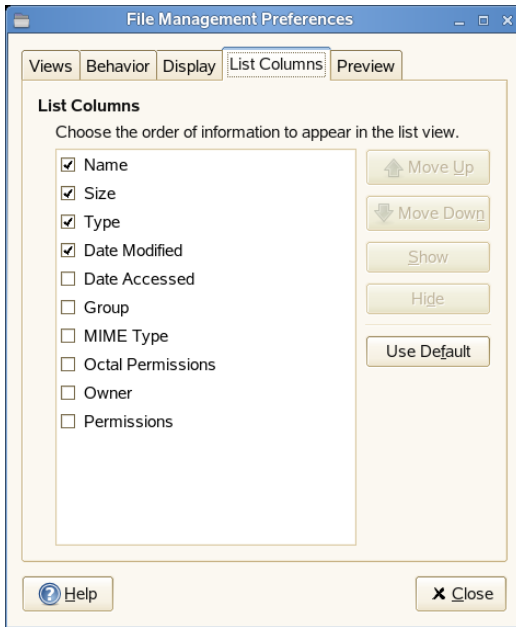 File Management Preferences
Views Behavior Display List Columns Preview
List Columns
Choose the order of information to appear in the list view.
Name
Size
Type
Date Modified
Date Accessed
Group
MIME Type
Octal Permissions
Owner
Permissions
Move Up
Move Down
Show
Hide
Use Default
Help
Close